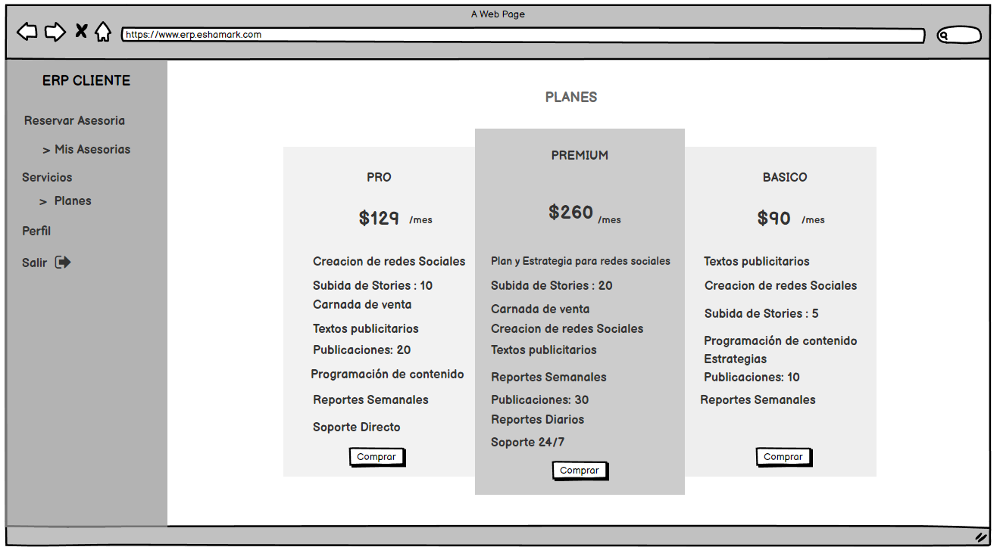 A Web Page
https://www.erp.eshamark.com
ERP CLIENTE
Reservar Asesoria
> Mis Asesorias
Servicios
> Planes
Perfil
Salir
PLANES
PRO
$129 /mes
Creacion de redes Sociales
Subida de Stories : 10
Carnada de venta
Textos publicitarios
Publicaciones: 20
Programación de contenido
Reportes Semanales
Soporte Directo
Comprar
PREMIUM
$260 /mes
Plan y Estrategia para redes sociales
Subida de Stories : 20
Carnada de venta
Creacion de redes Sociales
Textos publicitarios
Reportes Semanales
Publicaciones: 30
Reportes Diarios
Soporte 24/7
Comprar
BASICO
$90 /mes
Textos publicitarios
Creacion de redes Sociales
Subida de Stories : 5
Programación de contenido
Estrategias
Publicaciones: 10
Reportes Semanales
Comprar